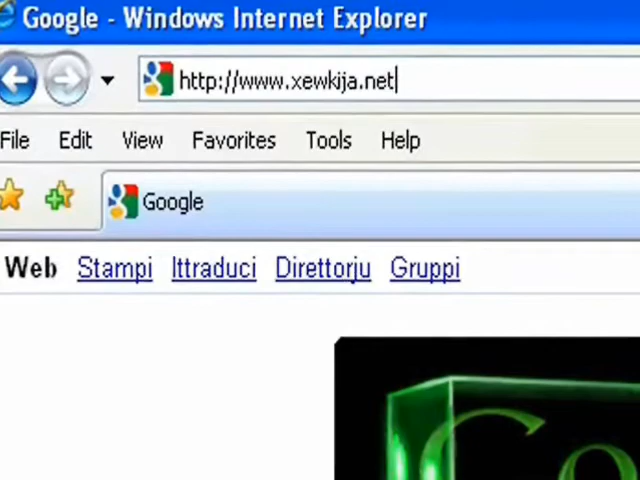 Google - Windows Internet Explorer
http://www.xewkija.net
File Edit View Favorites Tools Help
Google
Web Stampi Ittraduci Direttorju Gruppi